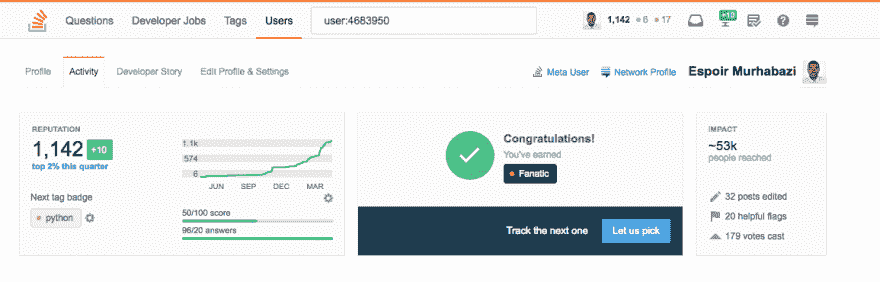 Questions Developer Jobs Tags Users user:4683950 1,142 6 17 +10
Profile Activity Developer Story Edit Profile & Settings Meta User Network Profile Espoir Murhabazi
REPUTATION
1,142 +10
top 2% this quarter
Next tag badge
python
1.1k
574
6
JUN SEP DEC MAR
50/100 score
96/20 answers
Congratulations!
You've earned
Fanatic
Track the next one Let us pick
IMPACT
~53k
people reached
32 posts edited
20 helpful flags
179 votes cast